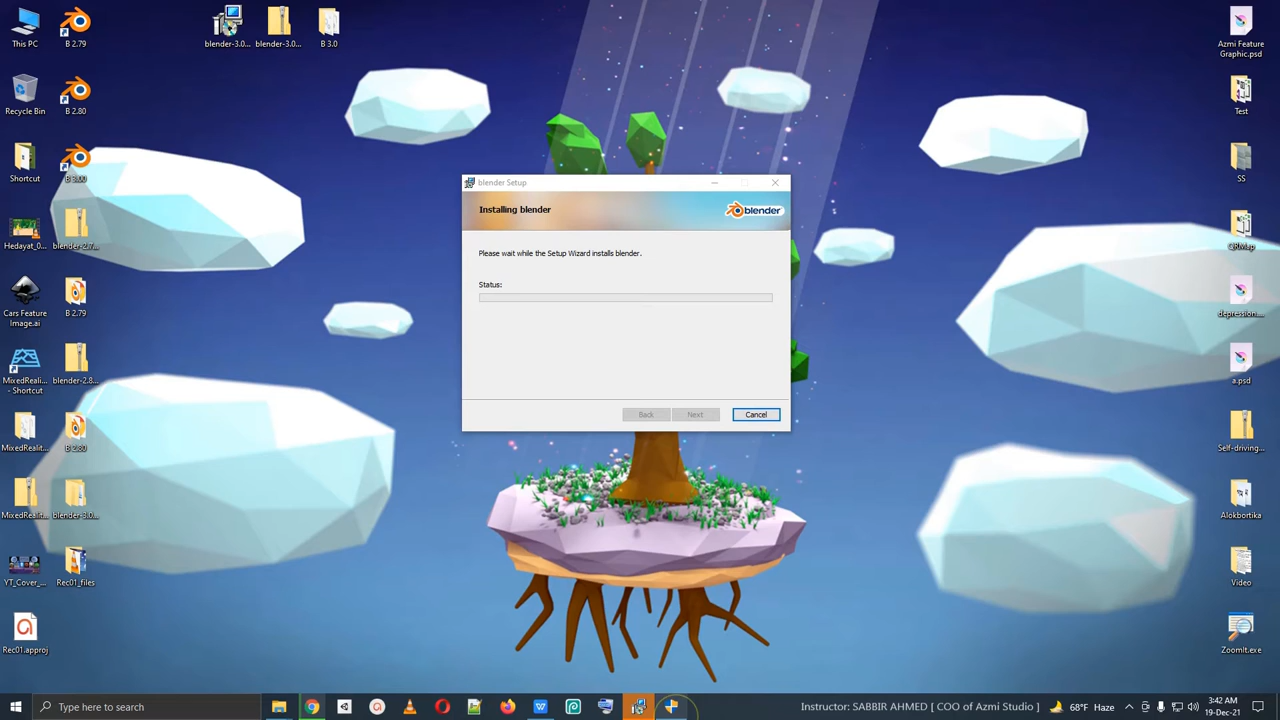 This PC
B 2.79
blender-3.0...
blender-3.0...
B 3.0
Azmi Feature
Graphic.psd
Recycle Bin
B 2.80
Test
Shortcut
B 3.00
SS
blender Setup
Installing blender
blender
Please wait while the Setup Wizard installs blender.
Status:
Back
Next
Cancel
Hedayat_0...
blender-2.7...
QRMap
Cars Feature
Image.ai
B 2.79
depression....
MixedReali...
- Shortcut
blender-2.8...
a.psd
MixedRealit...
B 2.80
Self-driving...
MixedRealit...
blender-3.0...
Alokbortika
YT_Cover_...
Rec01_files
Video
Rec01.approj
ZoomIt.exe
Type here to search
Instructor: SABBIR AHMED [ COO of Azmi Studio ]
68°F Haze
3:42 AM
19-Dec-21